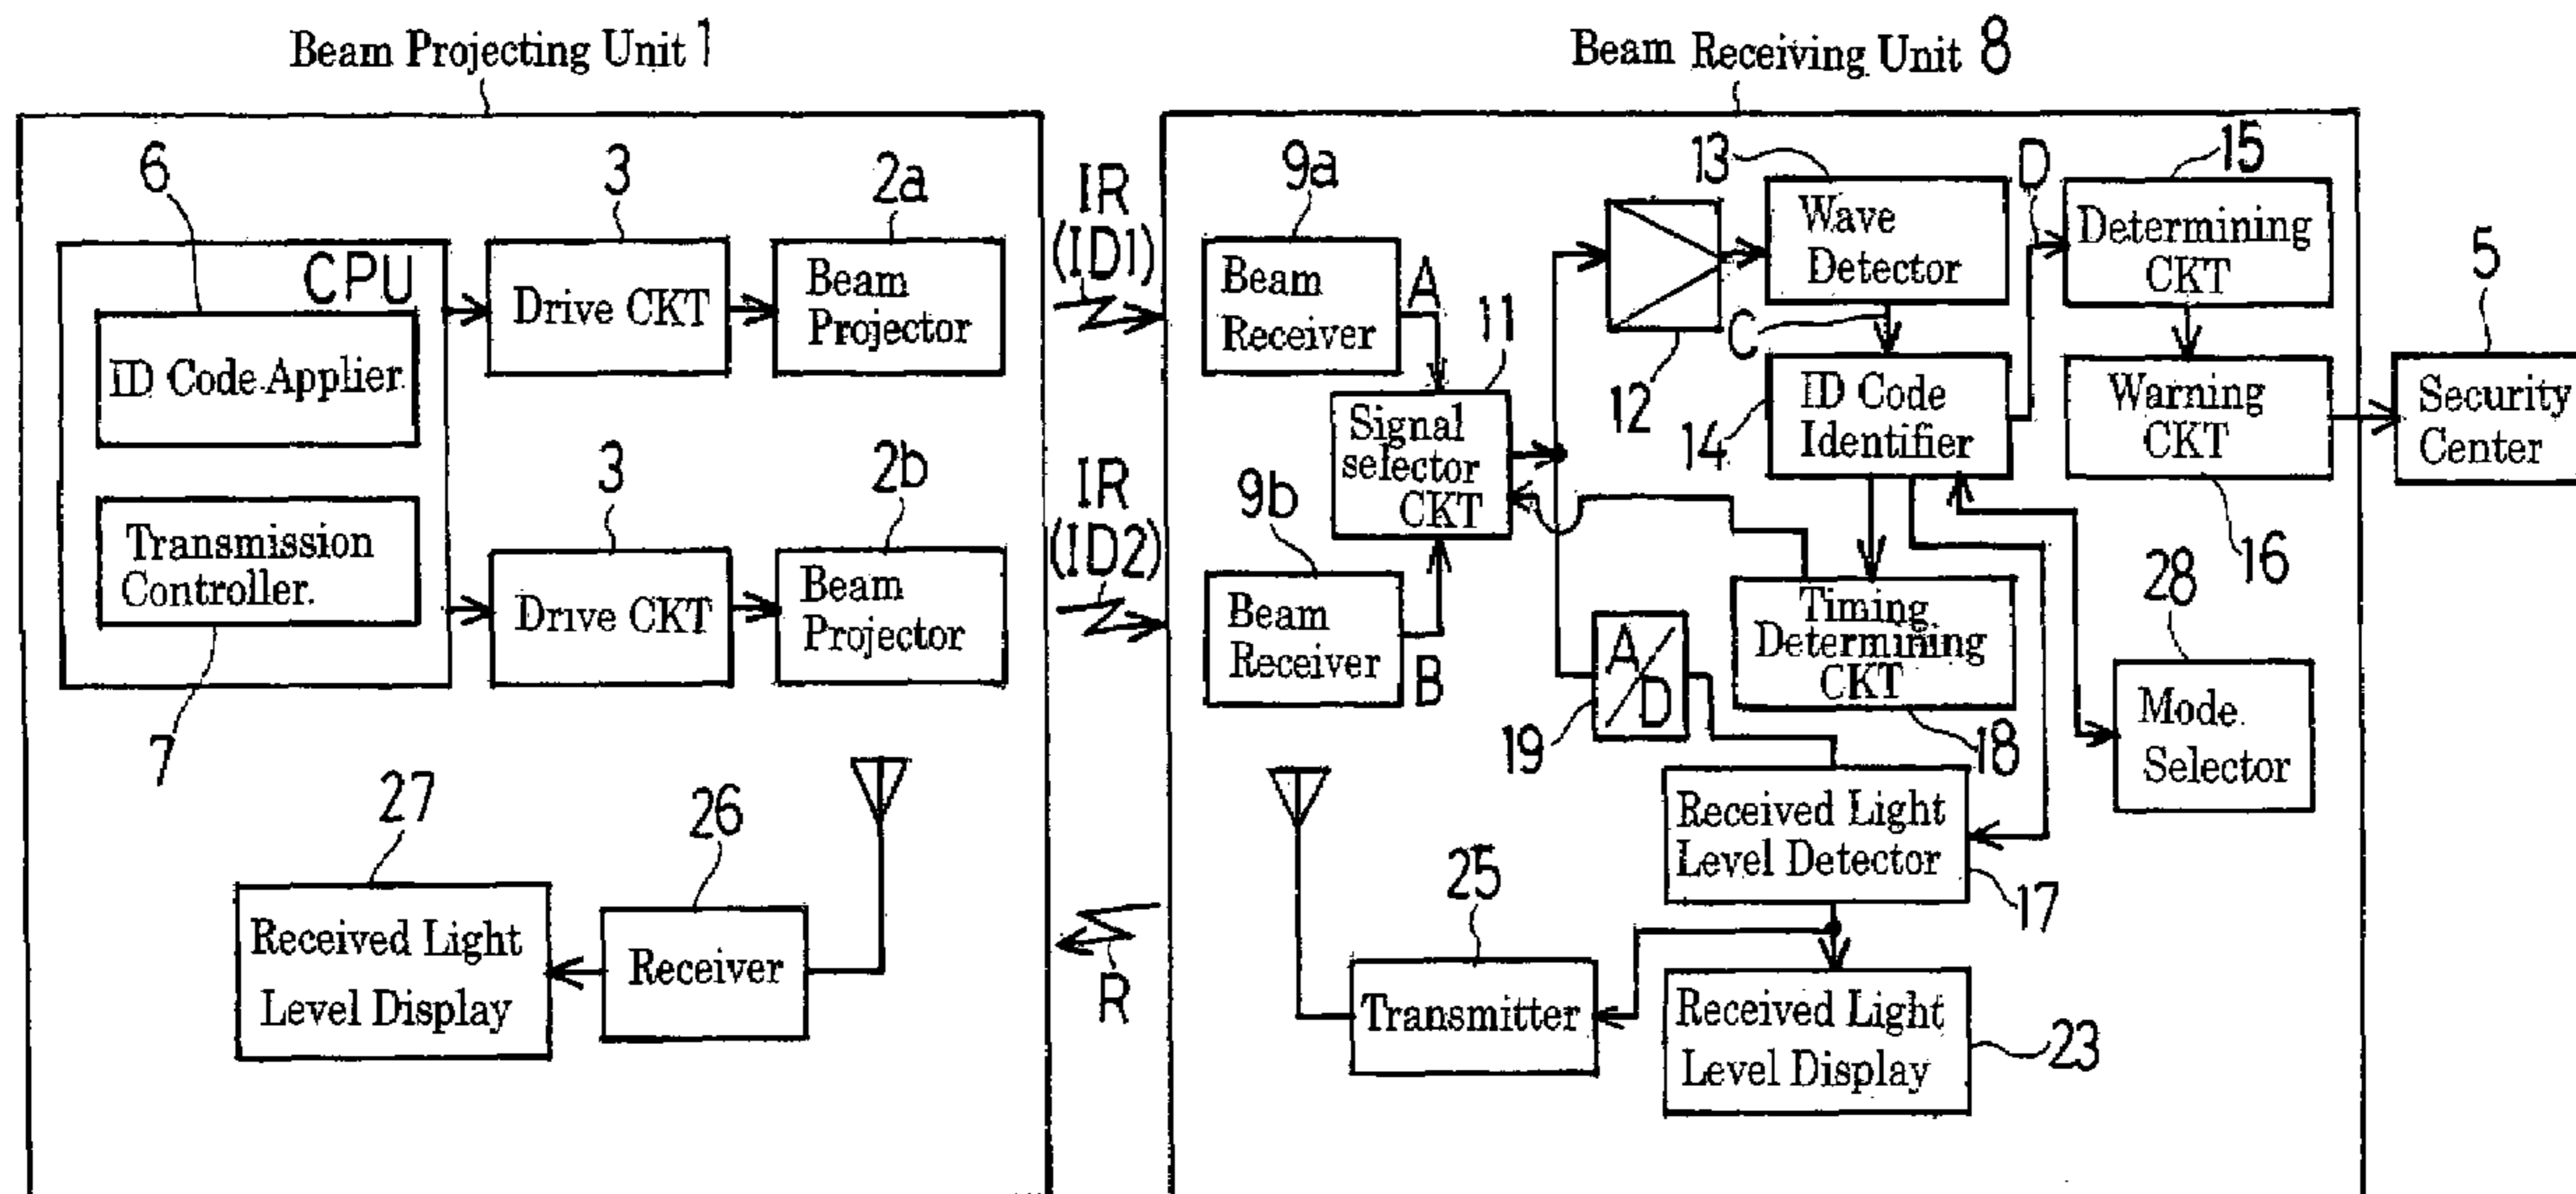 Beam Projecting Unit 1
6
CPU
ID Code Applier
Transmission
Controller.
7
3
Drive CKT
2a
Beam
Projector
3
Drive CKT
2b
Beam
Projector
27
Received Light
Level Display
26
Receiver
IR
(ID1)
IR
(ID2)
R
Beam Receiving Unit 8
9a
Beam
Receiver
A
9b
Beam
Receiver
B
11
Signal
selector
CKT
12
13
Wave
Detector
C
14
ID Code
Identifier
D
15
Determining
CKT
Warning
CKT
16
5
Security
Center
Timing
Determining
CKT
18
A/D
19
28
Mode
Selector
Received Light
Level Detector
17
25
Transmitter
Received Light
Level Display
23